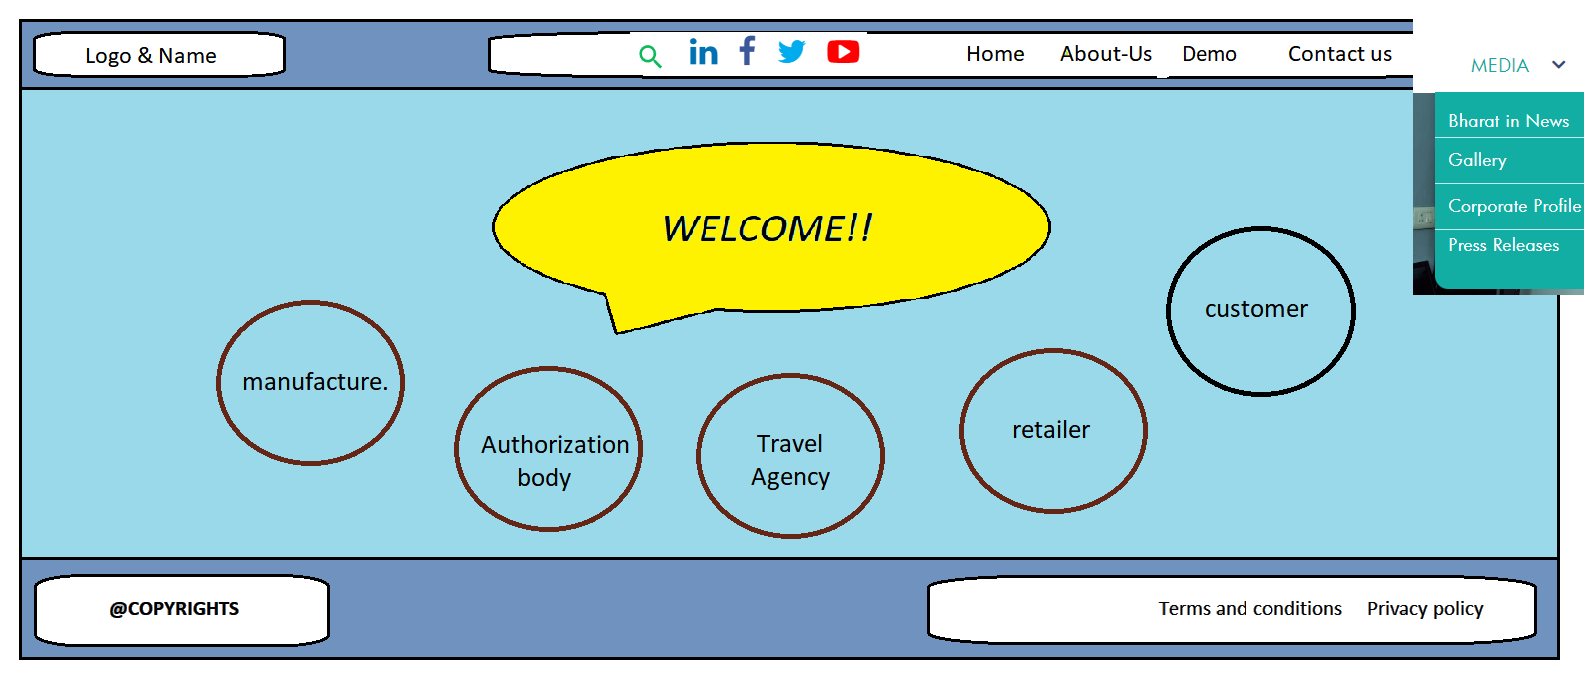 Logo & Name
in f
Home About-Us Demo Contact us
MEDIA
Bharat in News
Gallery
Corporate Profile
Press Releases
WELCOME!!
customer
manufacture.
retailer
Authorization
body
Travel
Agency
@COPYRIGHTS
Terms and conditions Privacy policy